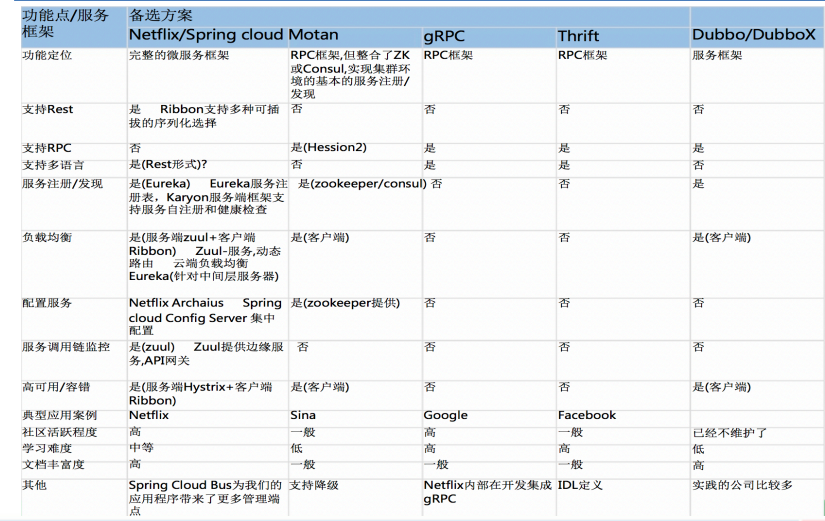 功能点/服务框架 备选方案
Netflix/Spring cloud Motan gRPC Thrift Dubbo/DubboX
功能定位 完整的微服务框架 RPC框架,但整合了ZK或Consul,实现集群环境的基本的服务注册/发现 RPC框架 RPC框架 服务框架
支持Rest 是 Ribbon支持多种可插拔的序列化选择 否 否 否 否
支持RPC 否 是(Hession2) 是 是 是
支持多语言 是(Rest形式)? 否 是 是 否
服务注册/发现 是(Eureka) Eureka服务注册表，Karyon服务端框架支持服务自注册和健康检查 是(zookeeper/consul) 否 否 是
负载均衡 是(服务端zuul+客户端Ribbon) Zuul-服务,动态路由 云端负载均衡 Eureka(针对中间层服务器) 是(客户端) 否 否 是(客户端)
配置服务 Netflix Archaius Spring cloud Config Server 集中配置 是(zookeeper提供) 否 否 否
服务调用链监控 是(zuul) Zuul提供边缘服务,API网关 否 否 否 否
高可用/容错 是(服务端Hystrix+客户端Ribbon) 是(客户端) 否 否 是(客户端)
典型应用案例 Netflix Sina Google Facebook
社区活跃程度 高 一般 高 一般 已经不维护了
学习难度 中等 低 高 高 低
文档丰富度 高 一般 一般 一般 高
其他 Spring Cloud Bus为我们的应用程序带来了更多管理端点 支持降级 Netflix内部在开发集成gRPC IDL定义 实践的公司比较多